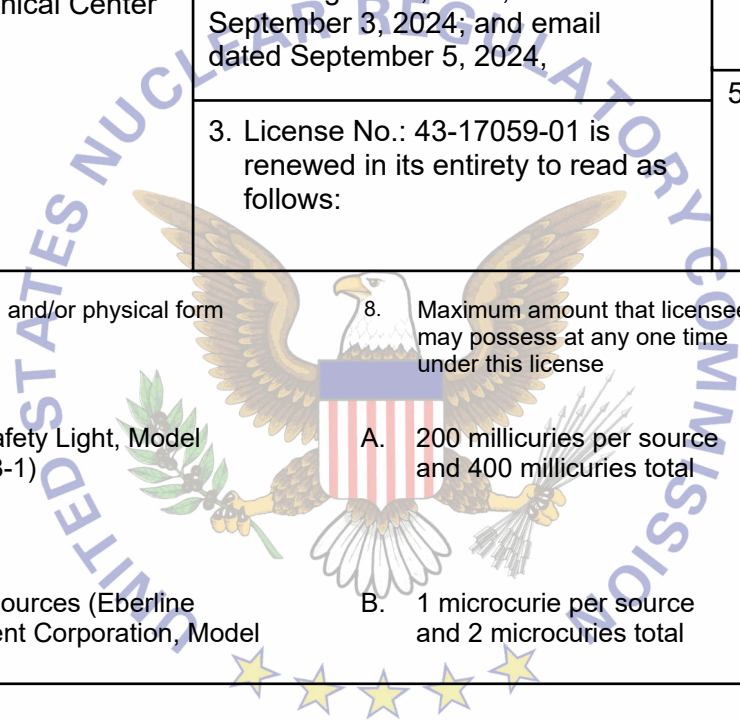 nical Center
September 3, 2024; and email
dated September 5, 2024,
5
3. License No.: 43-17059-01 is
renewed in its entirety to read as
follows:
and/or physical form
8. Maximum amount that licensee
may possess at any one time
under this license
afety Light, Model
-1)
A. 200 millicuries per source
and 400 millicuries total
ources (Eberline
ent Corporation, Model
B. 1 microcurie per source
and 2 microcuries total
UNITED STATES NUCLEAR REGULATORY COMMISSION